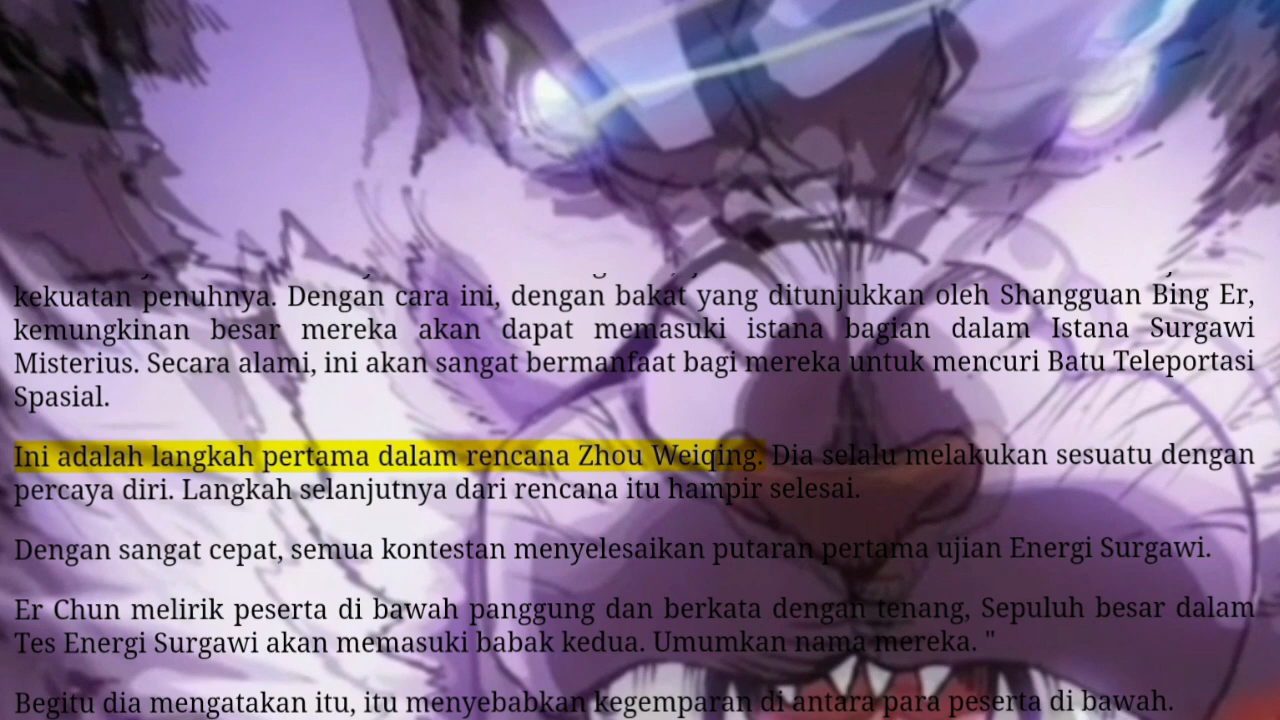 kekuatan penuhnya. Dengan cara ini, dengan bakat yang ditunjukkan oleh Shangguan Bing Er,
kemungkinan besar mereka akan dapat memasuki istana bagian dalam Istana Surgawi
Misterius. Secara alami, ini akan sangat bermanfaat bagi mereka untuk mencuri Batu Teleportasi
Spasial.
Ini adalah langkah pertama dalam rencana Zhou Weiqing. Dia selalu melakukan sesuatu dengan
percaya diri. Langkah selanjutnya dari rencana itu hampir selesai.
Dengan sangat cepat, semua kontestan menyelesaikan putaran pertama ujian Energi Surgawi.
Er Chun melirik peserta di bawah panggung dan berkata dengan tenang, Sepuluh besar dalam
Tes Energi Surgawi akan memasuki babak kedua. Umumkan nama mereka. "
Begitu dia mengatakan itu, itu menyebabkan kegemparan di antara para peserta di bawah.